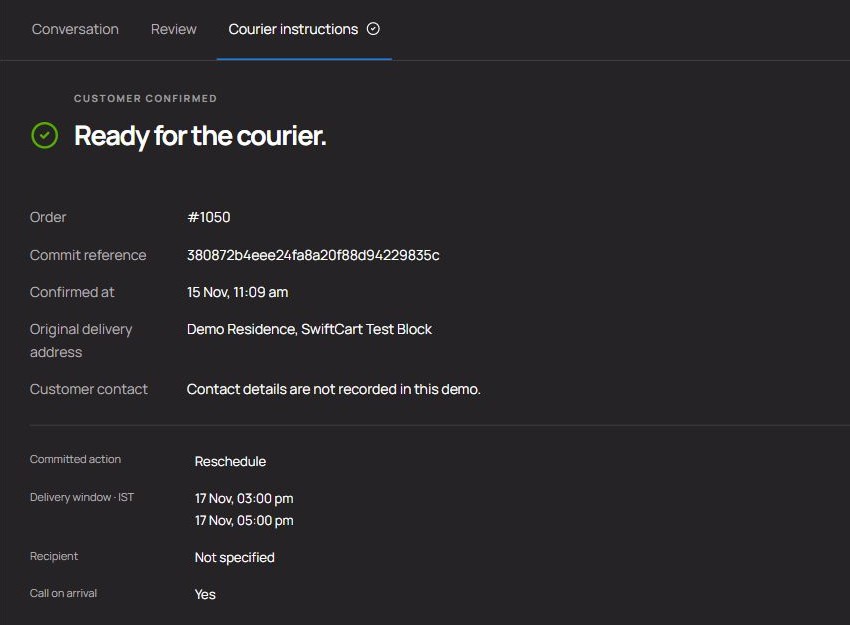 Conversation
Review
Courier instructions
CUSTOMER CONFIRMED
Ready for the courier.
Order
#1050
Commit reference
380872b4eee24fa8a20f88d94229835c
Confirmed at
15 Nov, 11:09 am
Original delivery
address
Demo Residence, SwiftCart Test Block
Customer contact
Contact details are not recorded in this demo.
Committed action
Reschedule
Delivery window · IST
17 Nov, 03:00 pm
17 Nov, 05:00 pm
Recipient
Not specified
Call on arrival
Yes